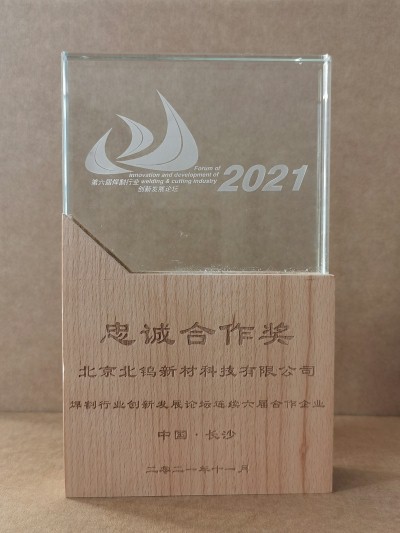 Forum of
innovation and development of
第六届焊割行业 welding & cutting industry
创新发展论坛
2021
忠诚合作奖
北京北钨新材科技有限公司
焊割行业创新发展论坛连续六届合作企业
中国·长沙
二零二一年十一月